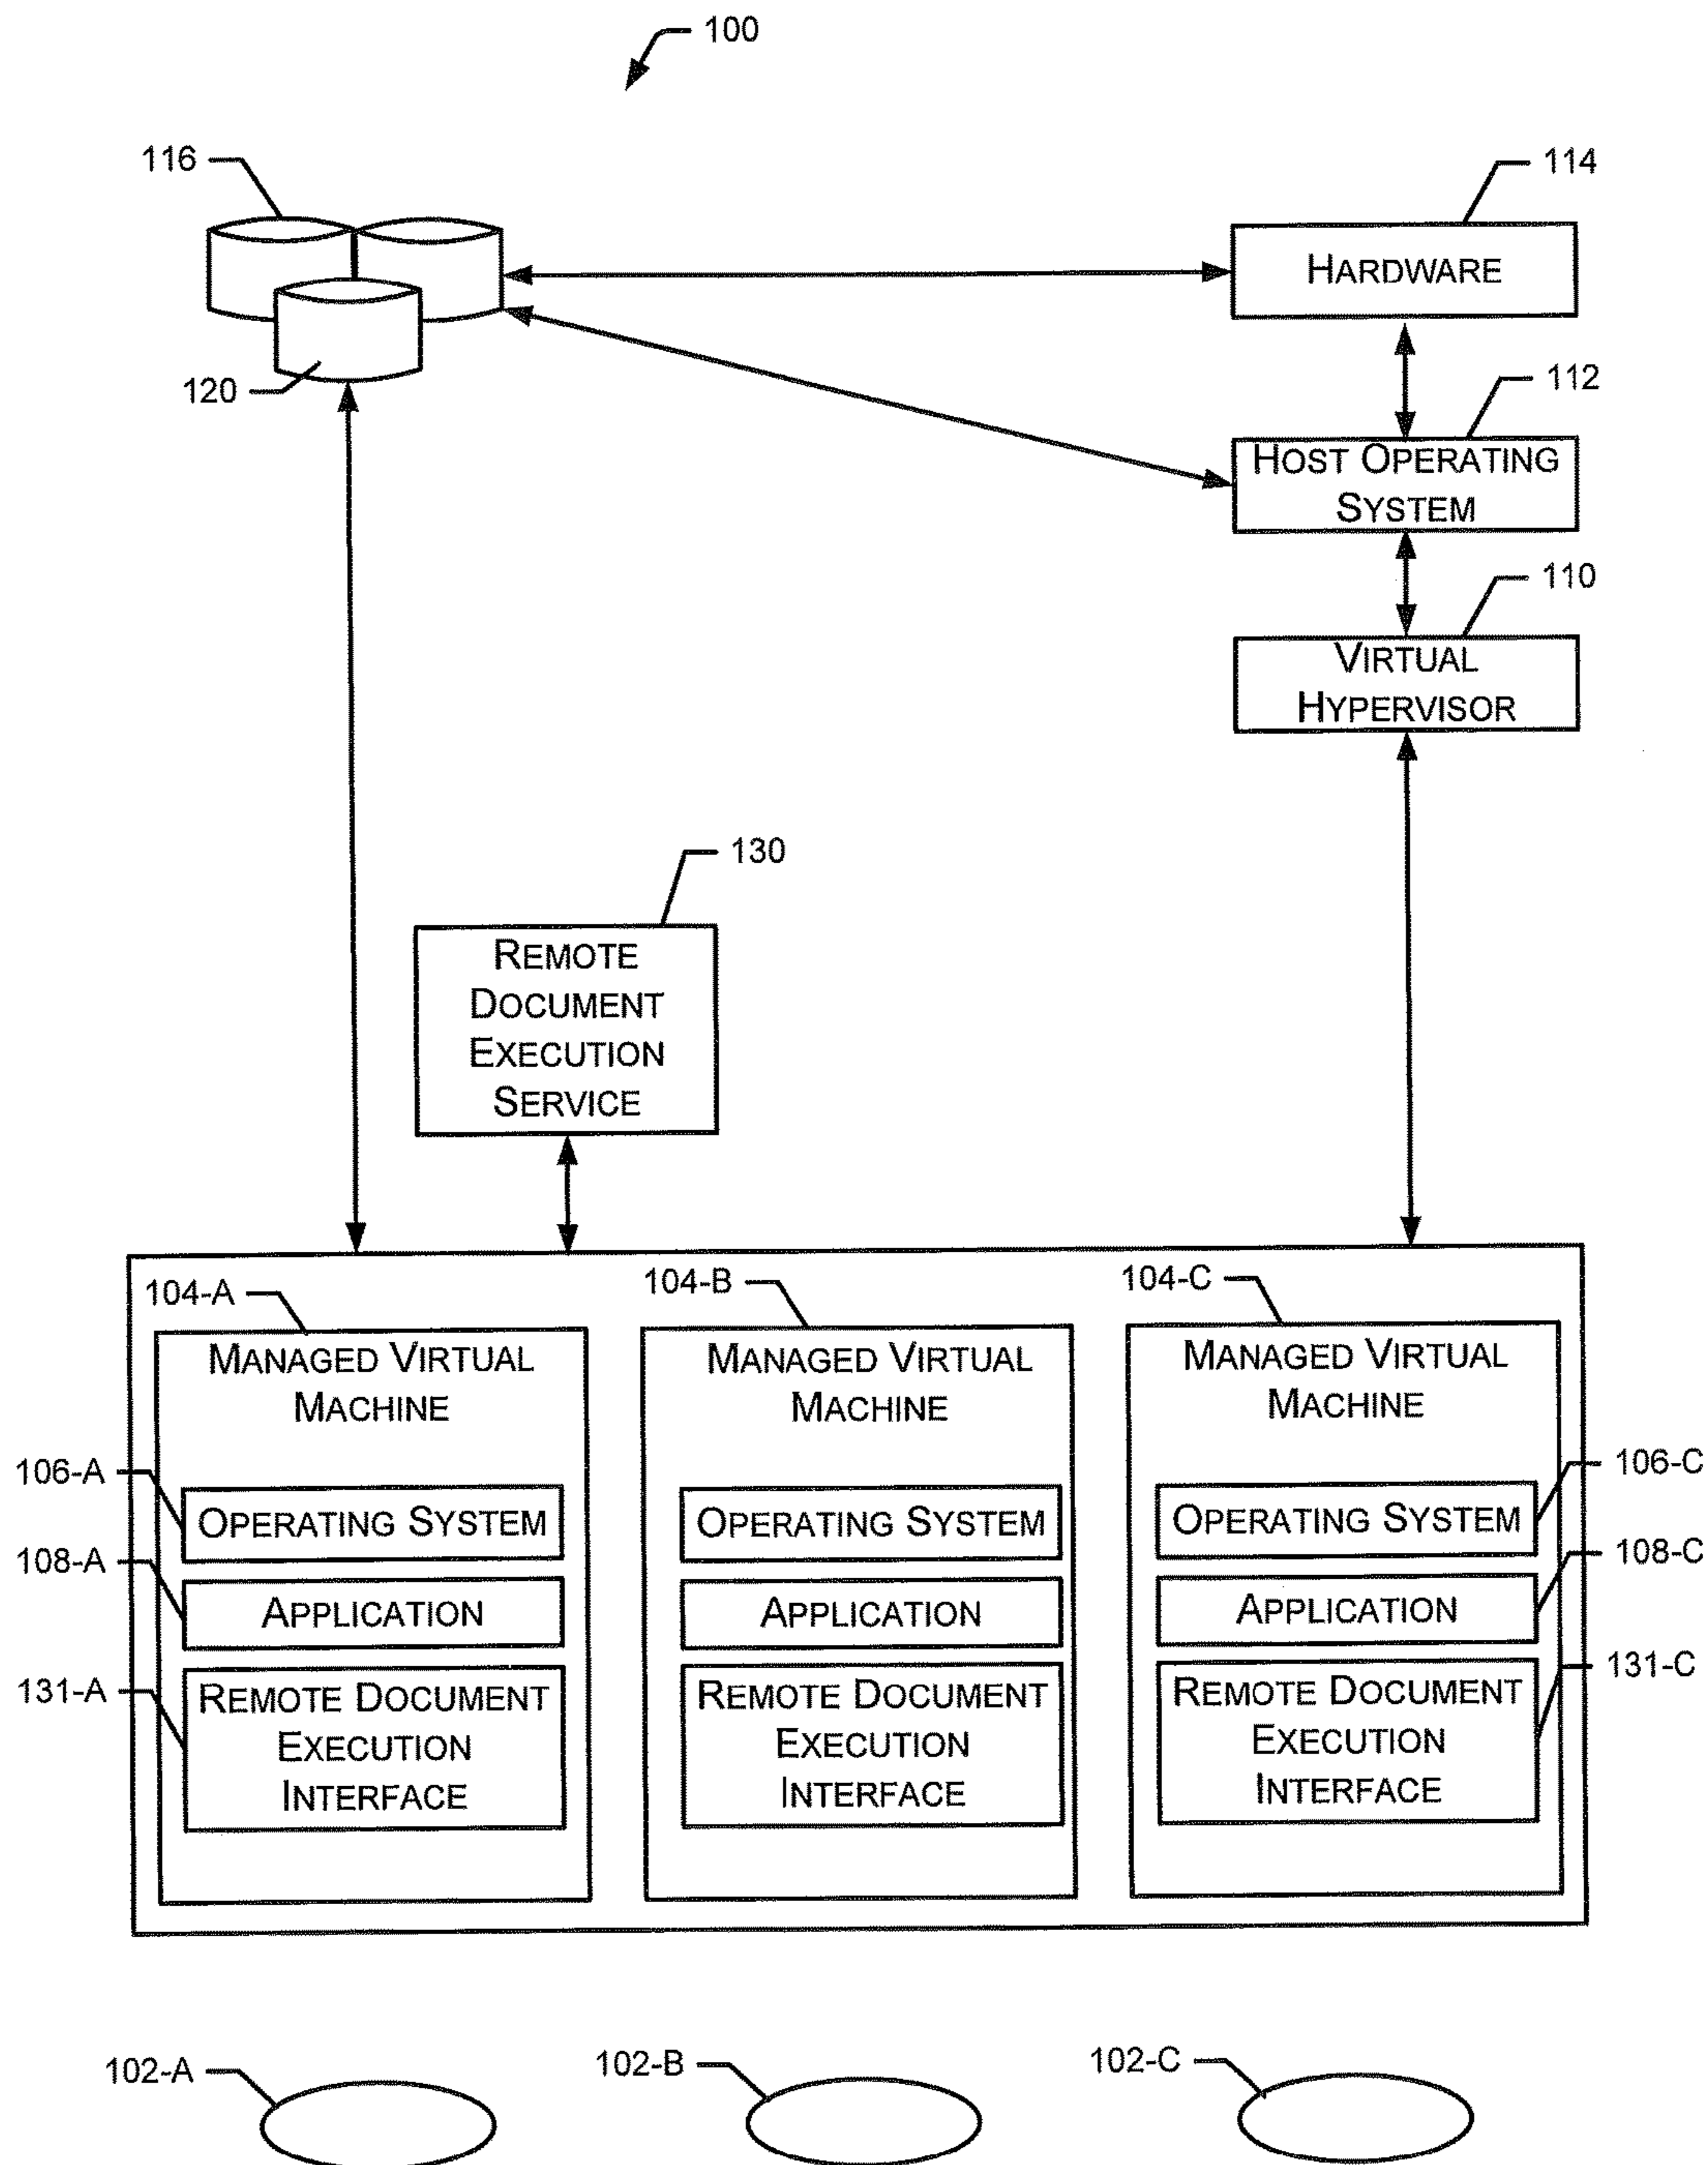 100
116
114
HARDWARE
120
112
HOST OPERATING
SYSTEM
110
VIRTUAL
HYPERVISOR
130
REMOTE
DOCUMENT
EXECUTION
SERVICE
104-A
104-B
104-C
MANAGED VIRTUAL
MACHINE
MANAGED VIRTUAL
MACHINE
MANAGED VIRTUAL
MACHINE
106-A
OPERATING SYSTEM
OPERATING SYSTEM
OPERATING SYSTEM
106-C
108-A
APPLICATION
APPLICATION
APPLICATION
108-C
131-A
REMOTE DOCUMENT
EXECUTION
INTERFACE
REMOTE DOCUMENT
EXECUTION
INTERFACE
REMOTE DOCUMENT
EXECUTION
INTERFACE
131-C
102-A
102-B
102-C